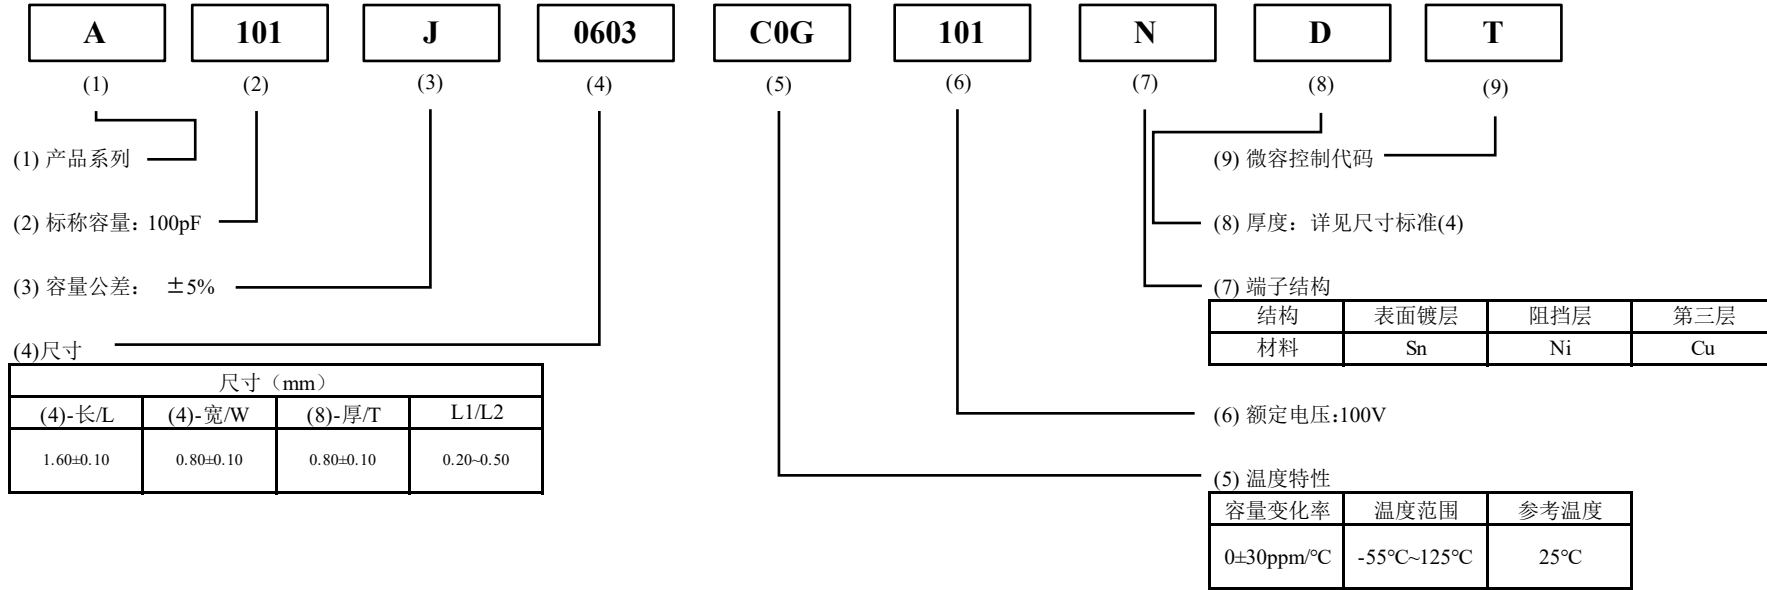 A 101 J 0603 C0G 101 N D T
(1) (2) (3) (4) (5) (6) (7) (8) (9)
(1) 产品系列
(2) 标称容量: 100pF
(3) 容量公差: ±5%
(4)尺寸
尺寸（mm）
(4)-长/L (4)-宽/W (8)-厚/T L1/L2
1.60±0.10 0.80±0.10 0.80±0.10 0.20~0.50
(9) 微容控制代码
(8) 厚度：详见尺寸标准(4)
(7) 端子结构
结构 表面镀层 阻挡层 第三层
材料 Sn Ni Cu
(6) 额定电压:100V
(5) 温度特性
容量变化率 温度范围 参考温度
0±30ppm/℃ -55℃~125℃ 25℃